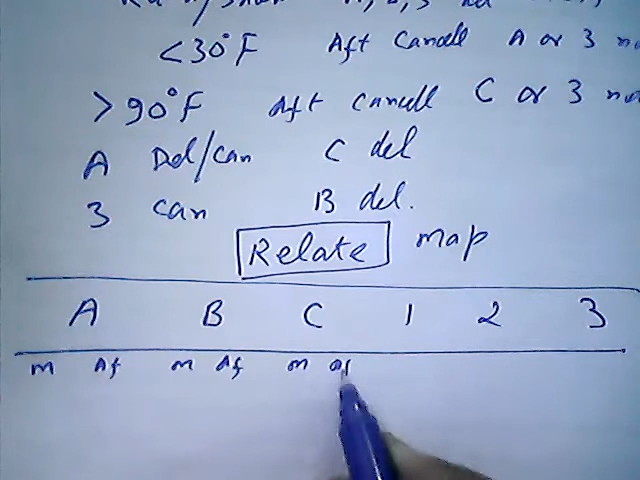 <30°F Aft Cancell A or 3
>90°F Aft Cancell C or 3
A Del/can C del
3 can B del.
Relate map
A B C 1 2 3
m Af m Af m Af